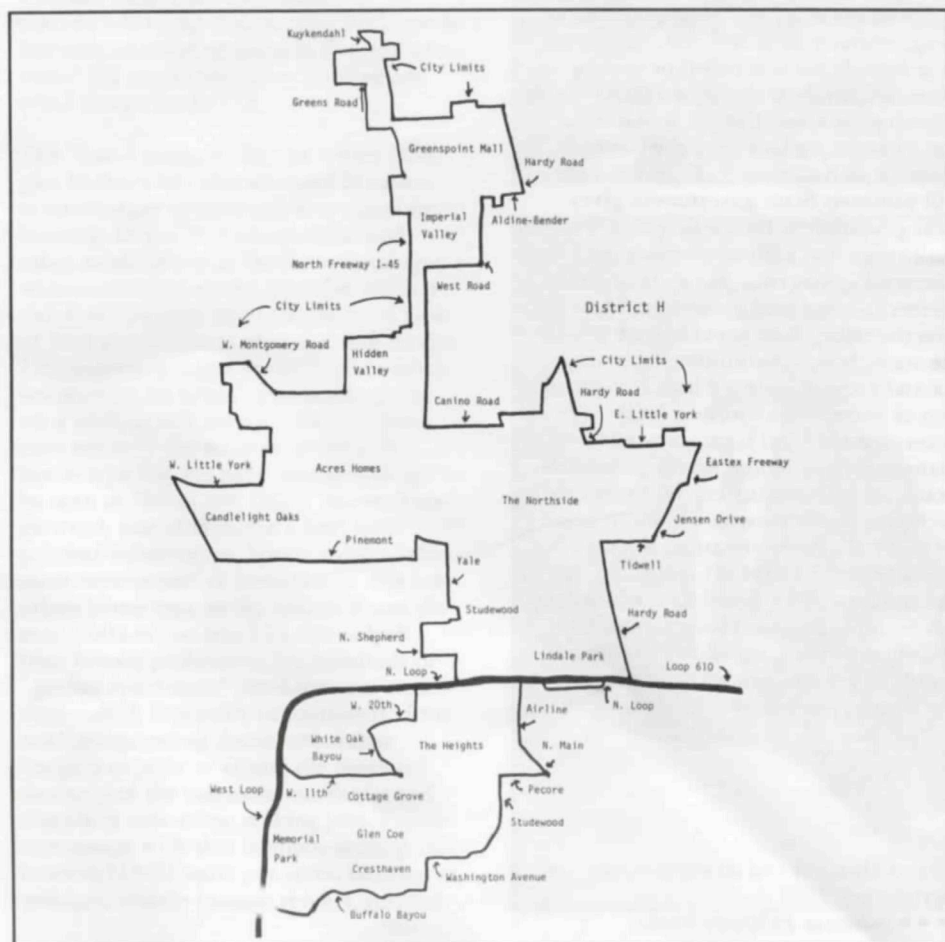 Kuykendahl
City Limits
Greens Road
Greenspoint Mall
Hardy Road
Imperial
Valley
Aldine-Bender
North Freeway I-45
West Road
City Limits
District H
W. Montgomery Road
Hidden
Valley
City Limits
Hardy Road
Canino Road
E. Little York
Eastex Freeway
W. Little York
Acres Homes
The Northside
Candlelight Oaks
Jensen Drive
Pinemont
Tidwell
Yale
Studewood
Hardy Road
N. Shepherd
Lindale Park
Loop 610
N. Loop
N. Loop
W. 20th
Airline
White Oak
Bayou
The Heights
N. Main
W. 11th
Pecore
West Loop
Cottage Grove
Studewood
Memorial
Park
Glen Coe
Cresthaven
Washington Avenue
Buffalo Bayou